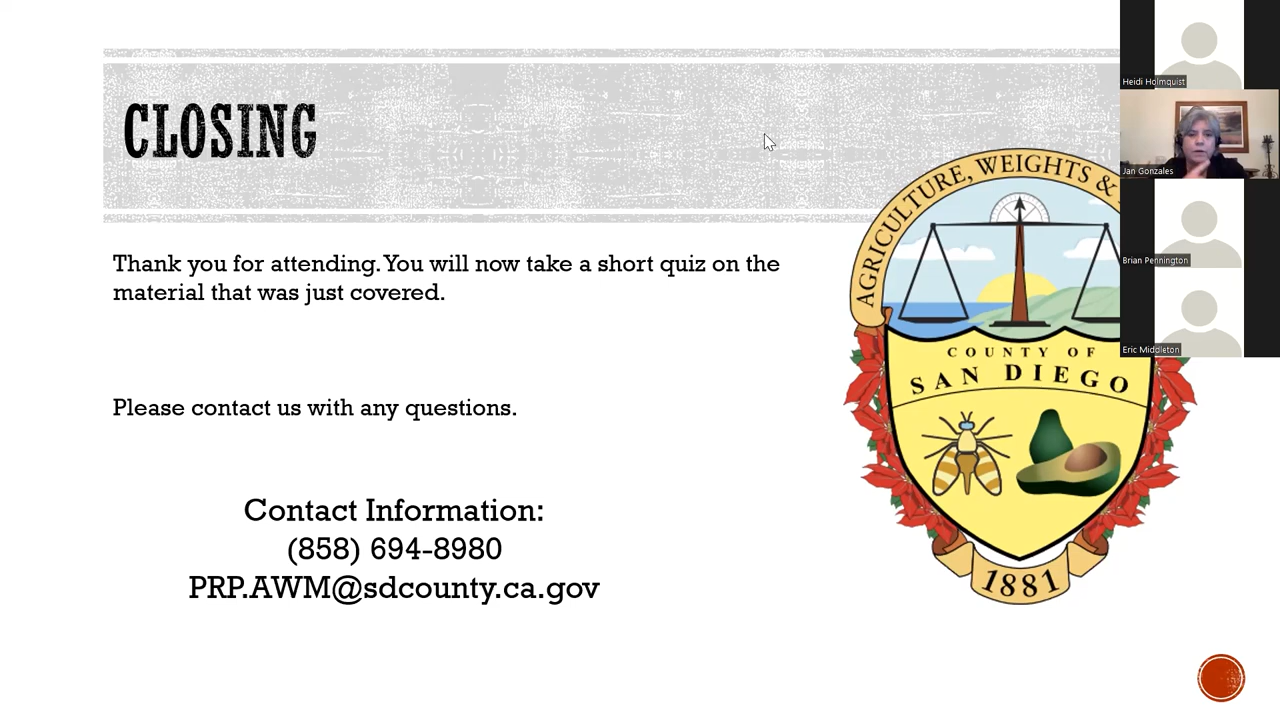 CLOSING
Thank you for attending. You will now take a short quiz on the
material that was just covered.
Please contact us with any questions.
Contact Information:
(858) 694-8980
PRP.AWM@sdcounty.ca.gov
AGRICULTURE, WEIGHTS &
COUNTY OF
SAN DIEGO
1881
Heidi Holmquist
Jan Gonzales
Brian Pennington
Eric Middleton